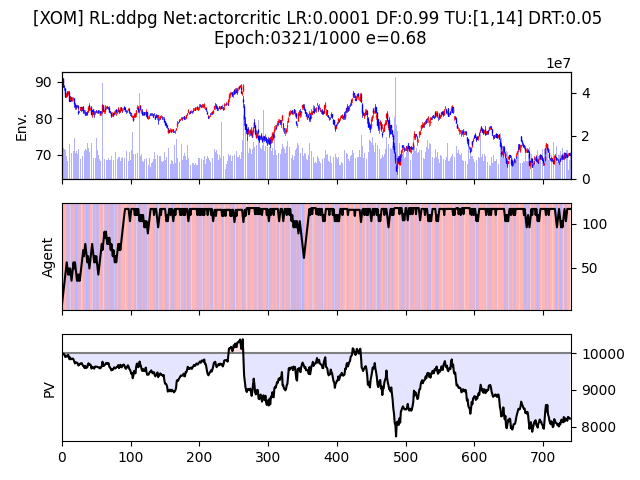 [XOM] RL:ddpg Net:actorcritic LR:0.0001 DF:0.99 TU:[1,14] DRT:0.05
Epoch:0321/1000 e=0.68
1e7
90
80
70
Env.
4
2
0
Agent
100
50
PV
10000
9000
8000
0 100 200 300 400 500 600 700